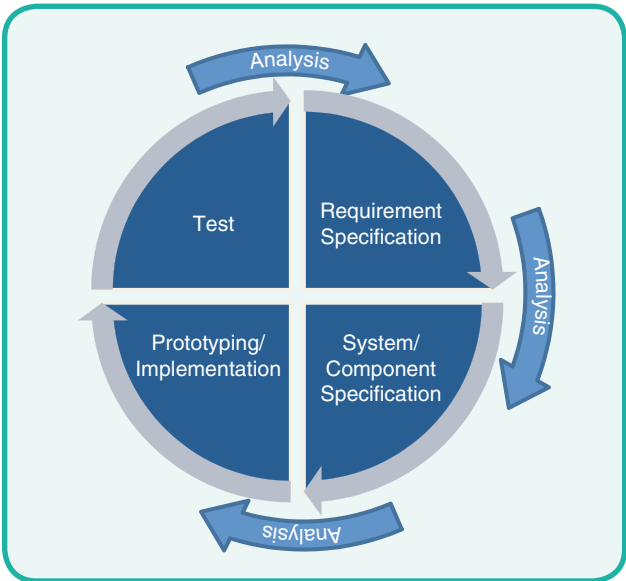 Analysis
Test
Requirement
Specification
Analysis
Prototyping/
Implementation
System/
Component
Specification
Analysis